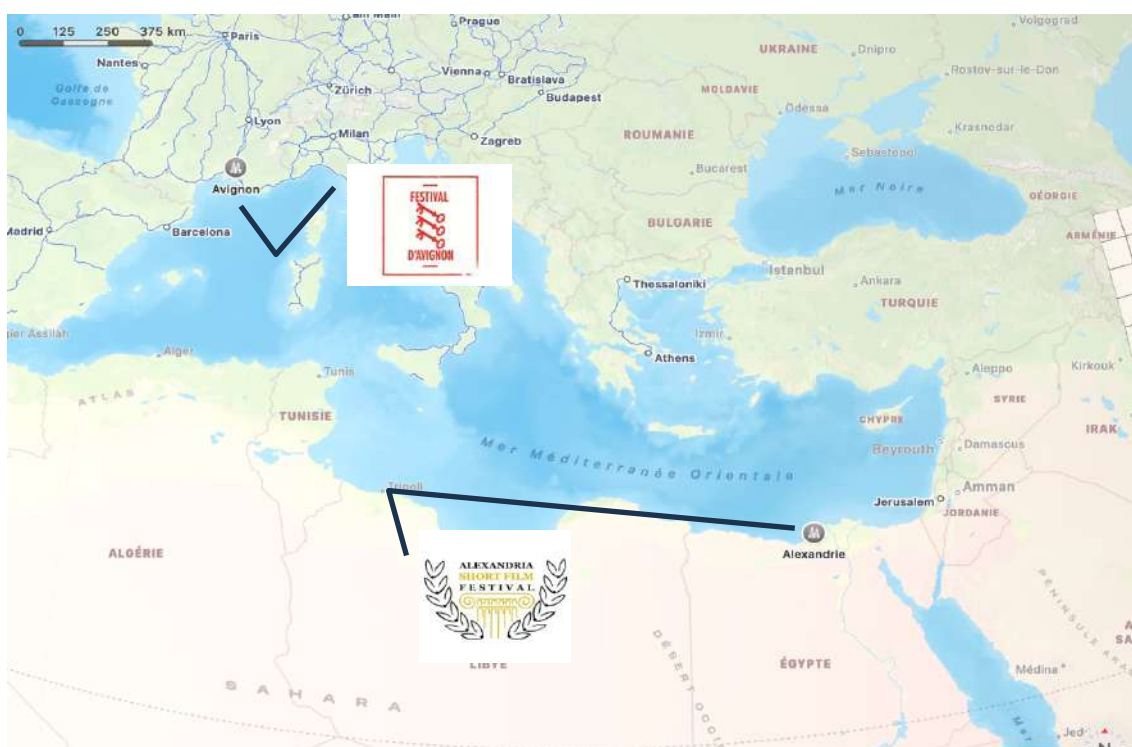 0 125 250 375 km
Prague
Volgograd
Paris
UKRAINE
Dnipro
Nantes
Vienna
Bratislava
Rostov-sur-le-Don
Golfe de
Gascogne
Zürich
Budapest
MOLDAVIE
Odessa
Lyon
Milan
Zagreb
ROUMANIE
Krasnodar
Sebastopol
Bucarest
Avignon
Mer Noire
GÉORGIE
FESTIVAL
D'AVIGNON
Madrid
Barcelona
BULGARIE
ARMÉNIE
Istanbul
Thessaloniki
Ankara
TURQUIE
Assilah
Izmir
Alger
Athens
Tunis
Aleppo
Kirkouk
ATLAS
SYRIE
TUNISIE
CHYPRE
IRAK
Mer Méditerranée Orientale
Beyrouth
Damascus
Tripoli
Jerusalem
Amman
JORDANIE
ALGÉRIE
Alexandrie
ALEXANDRIA
SHORT FILM
FESTIVAL
LIBYE
ÉGYPTE
SAHARA
Médina